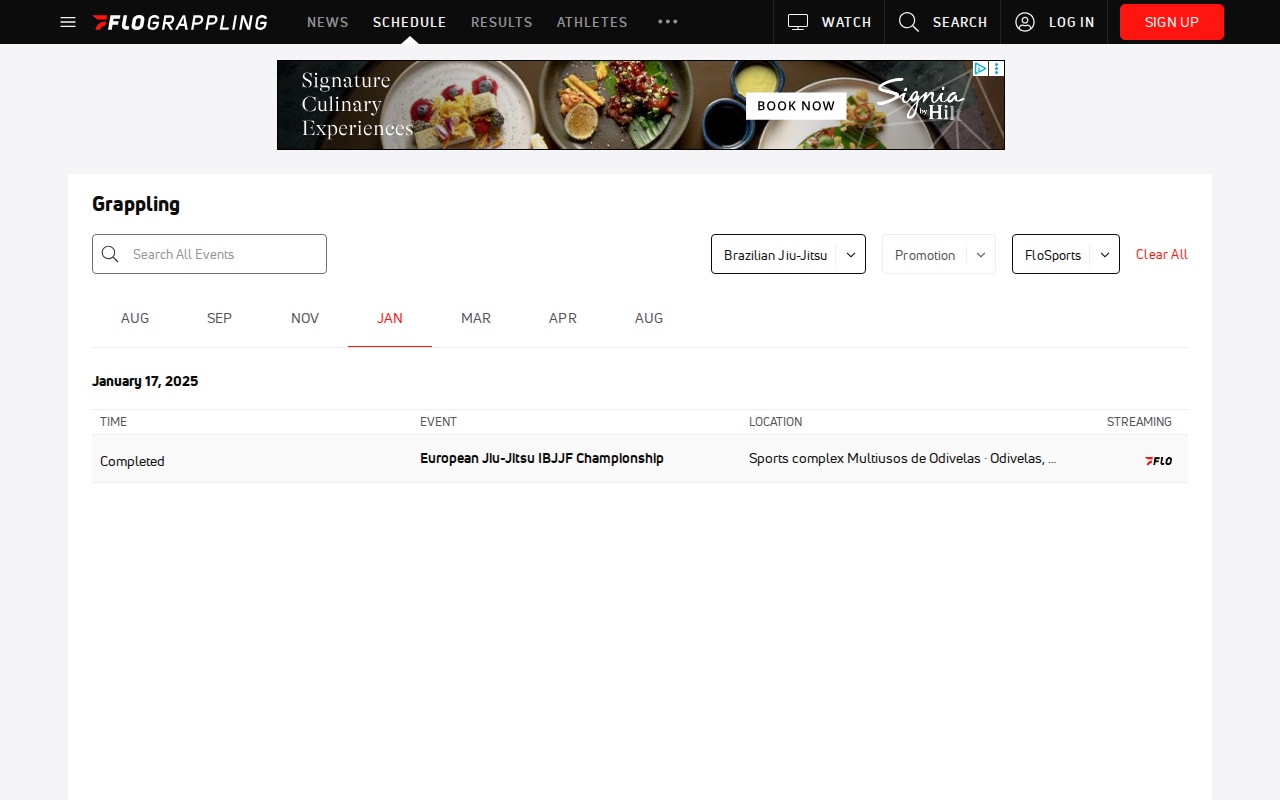 FLOGRAPPLING NEWS SCHEDULE RESULTS ATHLETES WATCH SEARCH LOG IN SIGN UP
Signature
Culinary
Experiences
BOOK NOW
Signia
by Hil
Grappling
Search All Events Brazilian Jiu-Jitsu Promotion FloSports Clear All
AUG SEP NOV JAN MAR APR AUG
January 17, 2025
TIME EVENT LOCATION STREAMING
Completed European Jiu-Jitsu IBJJF Championship Sports complex Multiusos de Odivelas · Odivelas, ... FLO